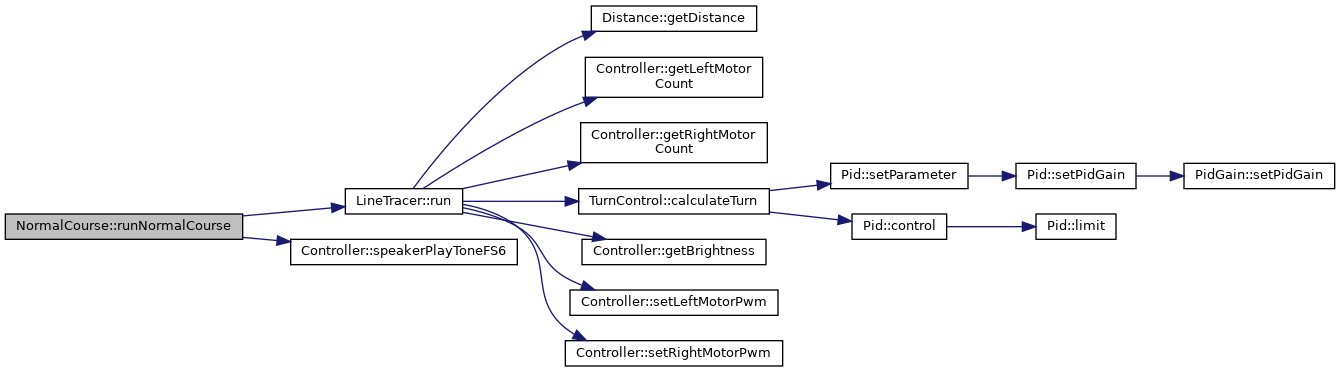 Distance::getDistance
Controller::getLeftMotor
Count
Controller::getRightMotor
Count
Pid::setParameter
Pid::setPidGain
PidGain::setPidGain
LineTracer::run
TurnControl::calculateTurn
NormalCourse::runNormalCourse
Pid::control
Pid::limit
Controller::speakerPlayToneFS6
Controller::getBrightness
Controller::setLeftMotorPwm
Controller::setRightMotorPwm